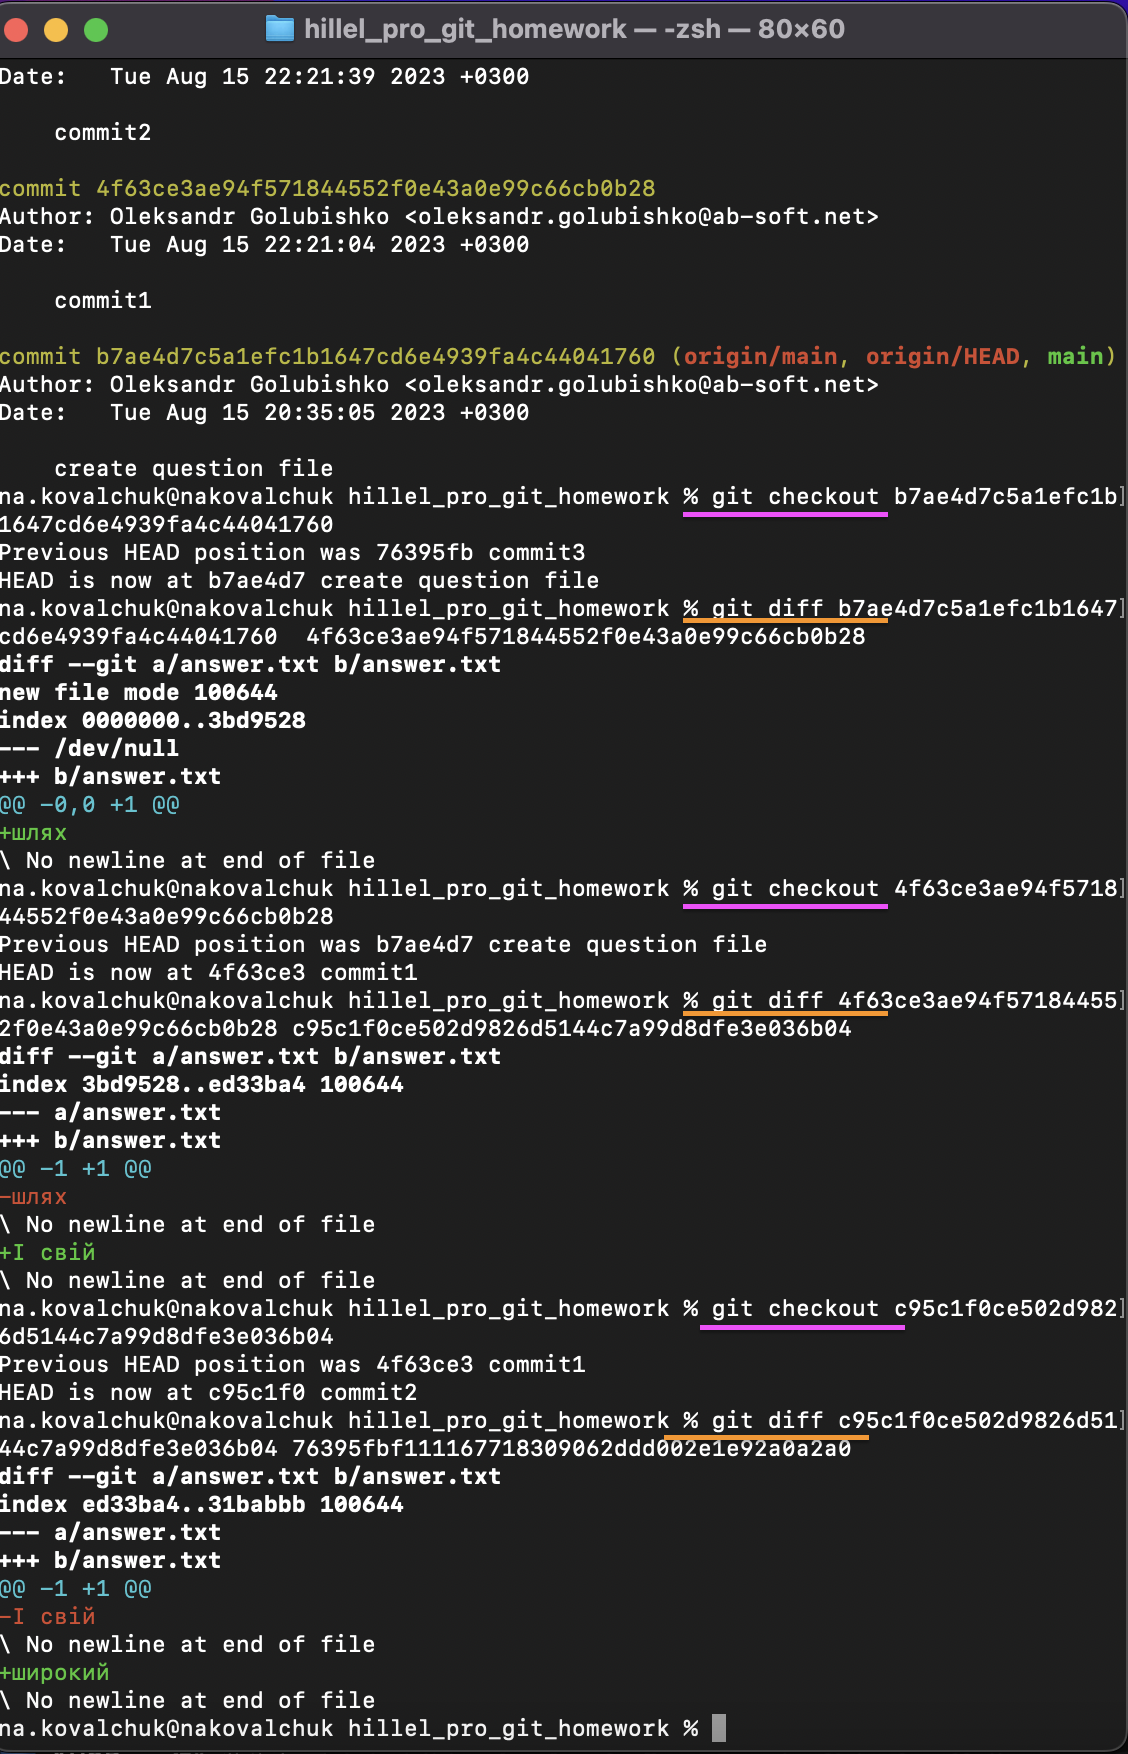 hillel_pro_git_homework — -zsh — 80×60
Date:   Tue Aug 15 22:21:39 2023 +0300
commit2
commit 4f63ce3ae94f571844552f0e43a0e99c66cb0b28
Author: Oleksandr Golubishko <oleksandr.golubishko@ab-soft.net>
Date:   Tue Aug 15 22:21:04 2023 +0300
commit1
commit b7ae4d7c5a1efc1b1647cd6e4939fa4c44041760 (origin/main, origin/HEAD, main)
Author: Oleksandr Golubishko <oleksandr.golubishko@ab-soft.net>
Date:   Tue Aug 15 20:35:05 2023 +0300
create question file
na.kovalchuk@nakovalchuk hillel_pro_git_homework % git checkout b7ae4d7c5a1efc1b]
1647cd6e4939fa4c44041760
Previous HEAD position was 76395fb commit3
HEAD is now at b7ae4d7 create question file
na.kovalchuk@nakovalchuk hillel_pro_git_homework % git diff b7ae4d7c5a1efc1b1647]
cd6e4939fa4c44041760  4f63ce3ae94f571844552f0e43a0e99c66cb0b28
diff --git a/answer.txt b/answer.txt
new file mode 100644
index 0000000..3bd9528
--- /dev/null
+++ b/answer.txt
@@ -0,0 +1 @@
+шлях
\ No newline at end of file
na.kovalchuk@nakovalchuk hillel_pro_git_homework % git checkout 4f63ce3ae94f5718]
44552f0e43a0e99c66cb0b28
Previous HEAD position was b7ae4d7 create question file
HEAD is now at 4f63ce3 commit1
na.kovalchuk@nakovalchuk hillel_pro_git_homework % git diff 4f63ce3ae94f57184455]
2f0e43a0e99c66cb0b28 c95c1f0ce502d9826d5144c7a99d8dfe3e036b04
diff --git a/answer.txt b/answer.txt
index 3bd9528..ed33ba4 100644
--- a/answer.txt
+++ b/answer.txt
@@ -1 +1 @@
-шлях
\ No newline at end of file
+І свій
\ No newline at end of file
na.kovalchuk@nakovalchuk hillel_pro_git_homework % git checkout c95c1f0ce502d982]
6d5144c7a99d8dfe3e036b04
Previous HEAD position was 4f63ce3 commit1
HEAD is now at c95c1f0 commit2
na.kovalchuk@nakovalchuk hillel_pro_git_homework % git diff c95c1f0ce502d9826d51]
44c7a99d8dfe3e036b04 76395fbf111167718309062ddd002e1e92a0a2a0
diff --git a/answer.txt b/answer.txt
index ed33ba4..31babbb 100644
--- a/answer.txt
+++ b/answer.txt
@@ -1 +1 @@
-І свій
\ No newline at end of file
+широкий
\ No newline at end of file
na.kovalchuk@nakovalchuk hillel_pro_git_homework %